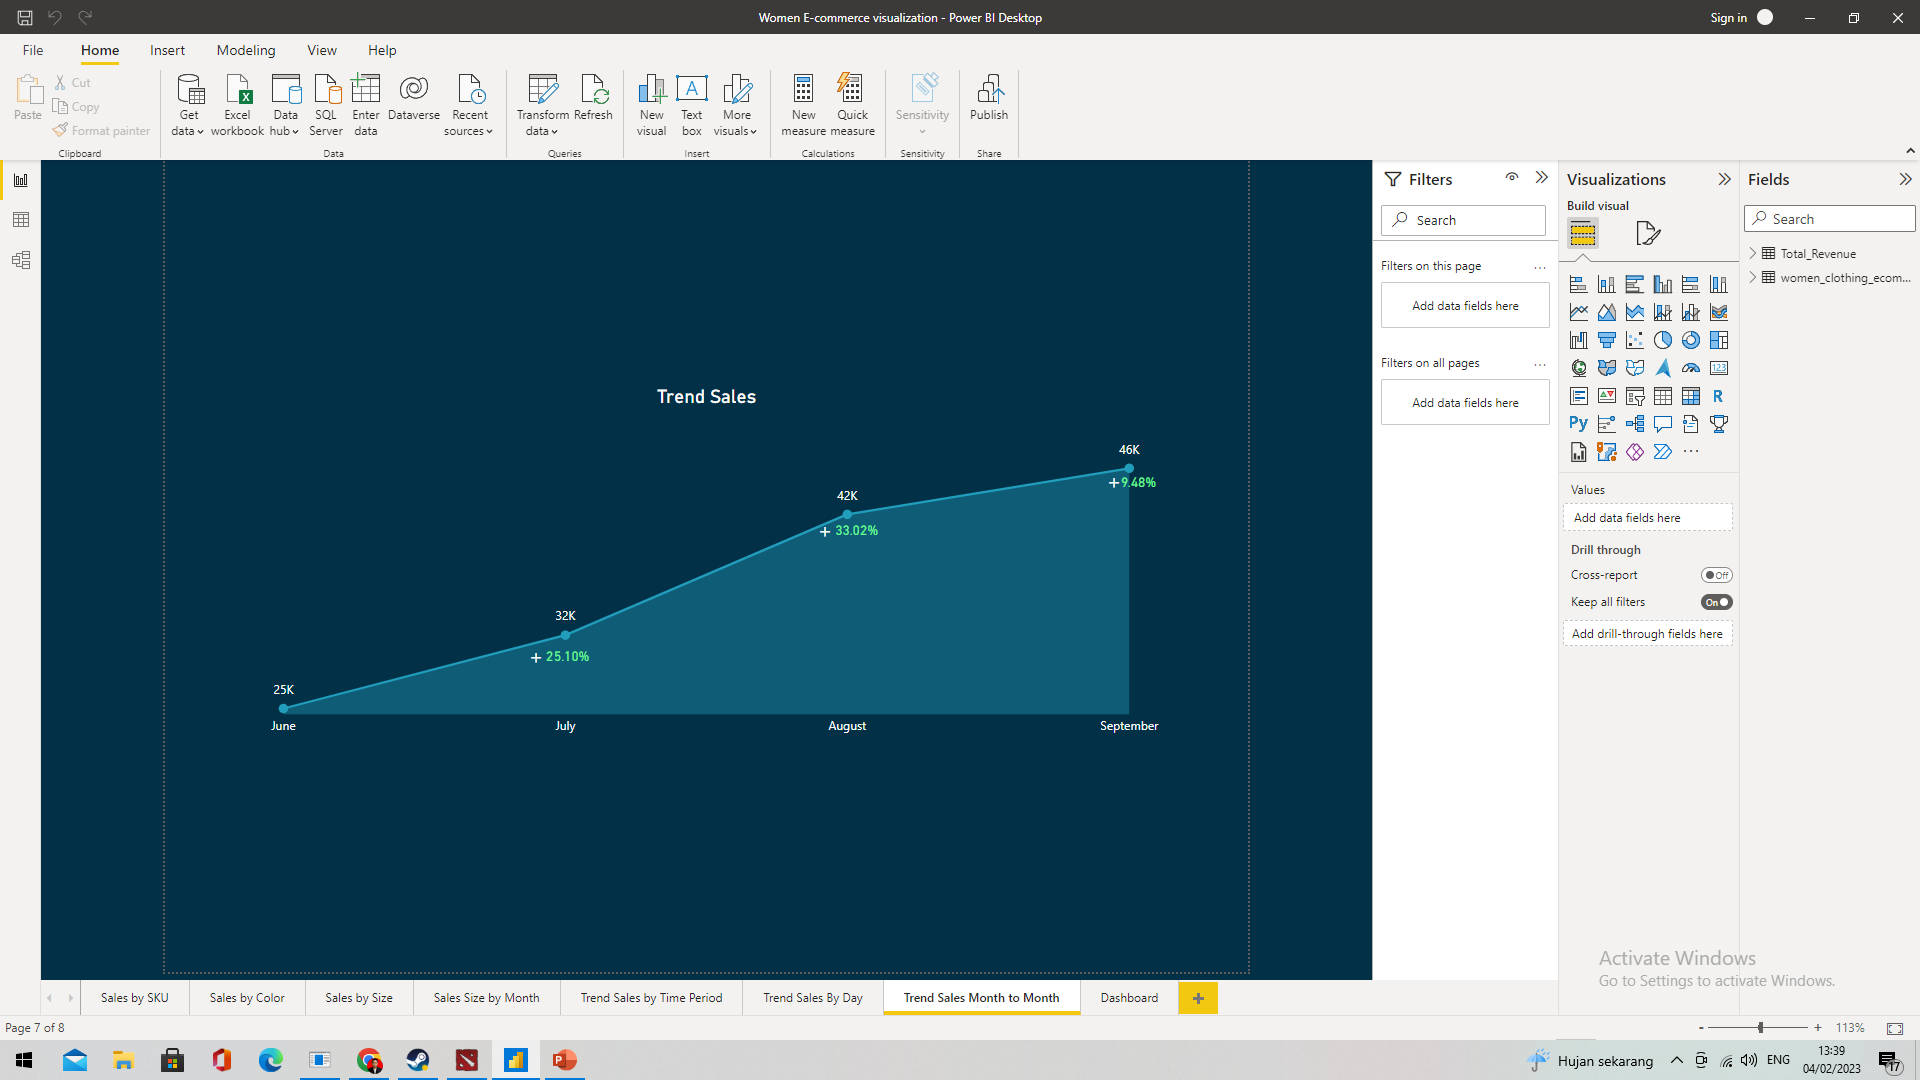 Women E-commerce visualization - Power BI Desktop
Sign in
File
Home
Insert
Modeling
View
Help
Paste
Cut
Copy
Format painter
Clipboard
Get data
Excel workbook
Data hub
SQL Server
Enter data
Dataverse
Recent sources
Data
Transform data
Refresh
Queries
New visual
Text box
More visuals
Insert
New measure
Quick measure
Calculations
Sensitivity
Sensitivity
Publish
Share
Trend Sales
46K
+ 9.48%
42K
+ 33.02%
32K
+ 25.10%
25K
June
July
August
September
Filters
Search
Filters on this page
...
Add data fields here
Filters on all pages
...
Add data fields here
Visualizations
Build visual
123
R
Py
...
Values
Add data fields here
Drill through
Cross-report
Off
Keep all filters
On
Add drill-through fields here
Fields
Search
Total_Revenue
women_clothing_ecom...
Activate Windows
Go to Settings to activate Windows.
Sales by SKU
Sales by Color
Sales by Size
Sales Size by Month
Trend Sales by Time Period
Trend Sales By Day
Trend Sales Month to Month
Dashboard
+
Page 7 of 8
- + 113%
Hujan sekarang
ENG
13:39
04/02/2023
17